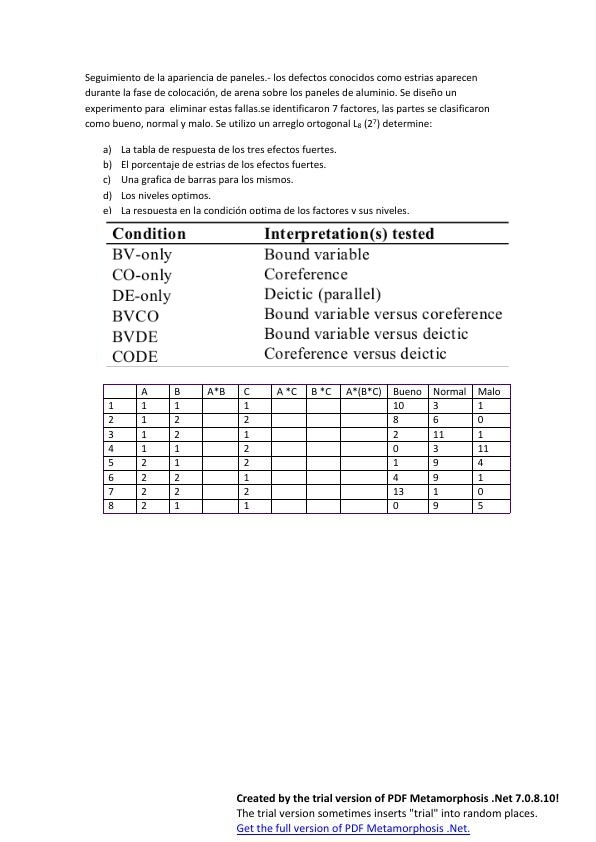 Seguimiento de la apariencia de paneles.- los defectos conocidos como estrias aparecen
durante la fase de colocación, de arena sobre los paneles de aluminio. Se diseño un
experimento para eliminar estas fallas.se identificaron 7 factores, las partes se clasificaron
como bueno, normal y malo. Se utilizo un arreglo ortogonal L₈ (2⁷) determine:
a) La tabla de respuesta de los tres efectos fuertes.
b) El porcentaje de estrias de los efectos fuertes.
c) Una grafica de barras para los mismos.
d) Los niveles optimos.
e) La respuesta en la condición optima de los factores y sus niveles.
Condition Interpretation(s) tested
BV-only Bound variable
CO-only Coreference
DE-only Deictic (parallel)
BVCO Bound variable versus coreference
BVDE Bound variable versus deictic
CODE Coreference versus deictic
A B A*B C A *C B *C A*(B*C) Bueno Normal Malo
1 1 1 1 10 3 1
2 1 2 2 8 6 0
3 1 2 1 2 11 1
4 1 1 2 0 3 11
5 2 1 2 1 9 4
6 2 2 1 4 9 1
7 2 2 2 13 1 0
8 2 1 1 0 9 5
Created by the trial version of PDF Metamorphosis .Net 7.0.8.10!
The trial version sometimes inserts "trial" into random places.
Get the full version of PDF Metamorphosis .Net.